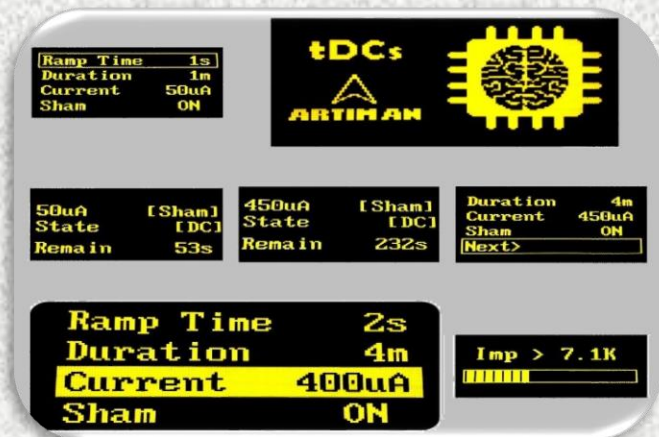 Ramp Time 1s
Duration 1m
Current 50uA
Sham ON
tDCs
ARTIMAN
50uA [Sham]
State [DC]
Remain 53s
450uA [Sham]
State [DC]
Remain 232s
Duration 4m
Current 450uA
Sham ON
Next>
Ramp Time 2s
Duration 4m
Current 400uA
Sham ON
Imp > 7.1K